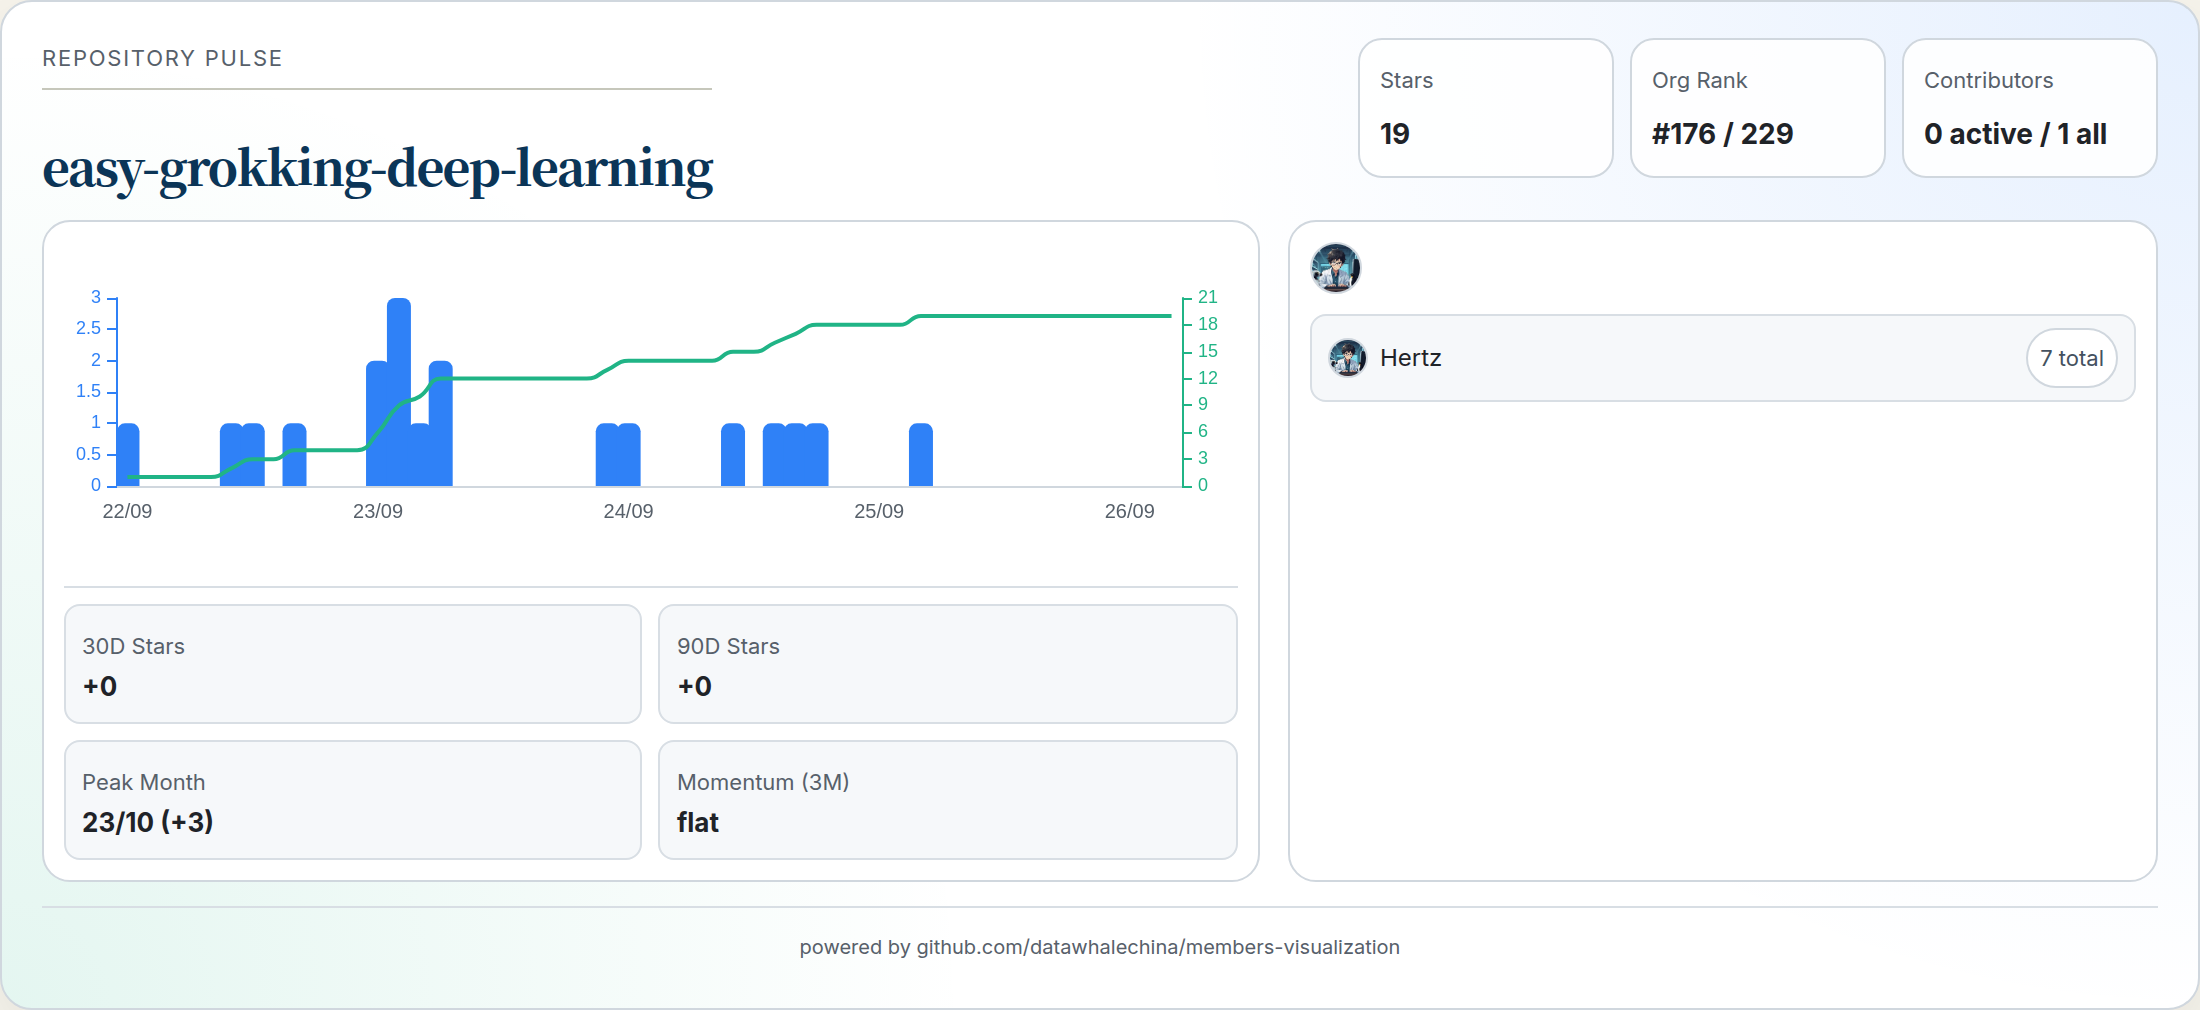 REPOSITORY PULSE
easy-grokking-deep-learning
Stars
19
Org Rank
#176 / 229
Contributors
0 active / 1 all
3
2.5
2
1.5
1
0.5
0
21
18
15
12
9
6
3
0
22/09
23/09
24/09
25/09
26/09
30D Stars
+0
90D Stars
+0
Peak Month
23/10 (+3)
Momentum (3M)
flat
Hertz
7 total
powered by github.com/datawhalechina/members-visualization